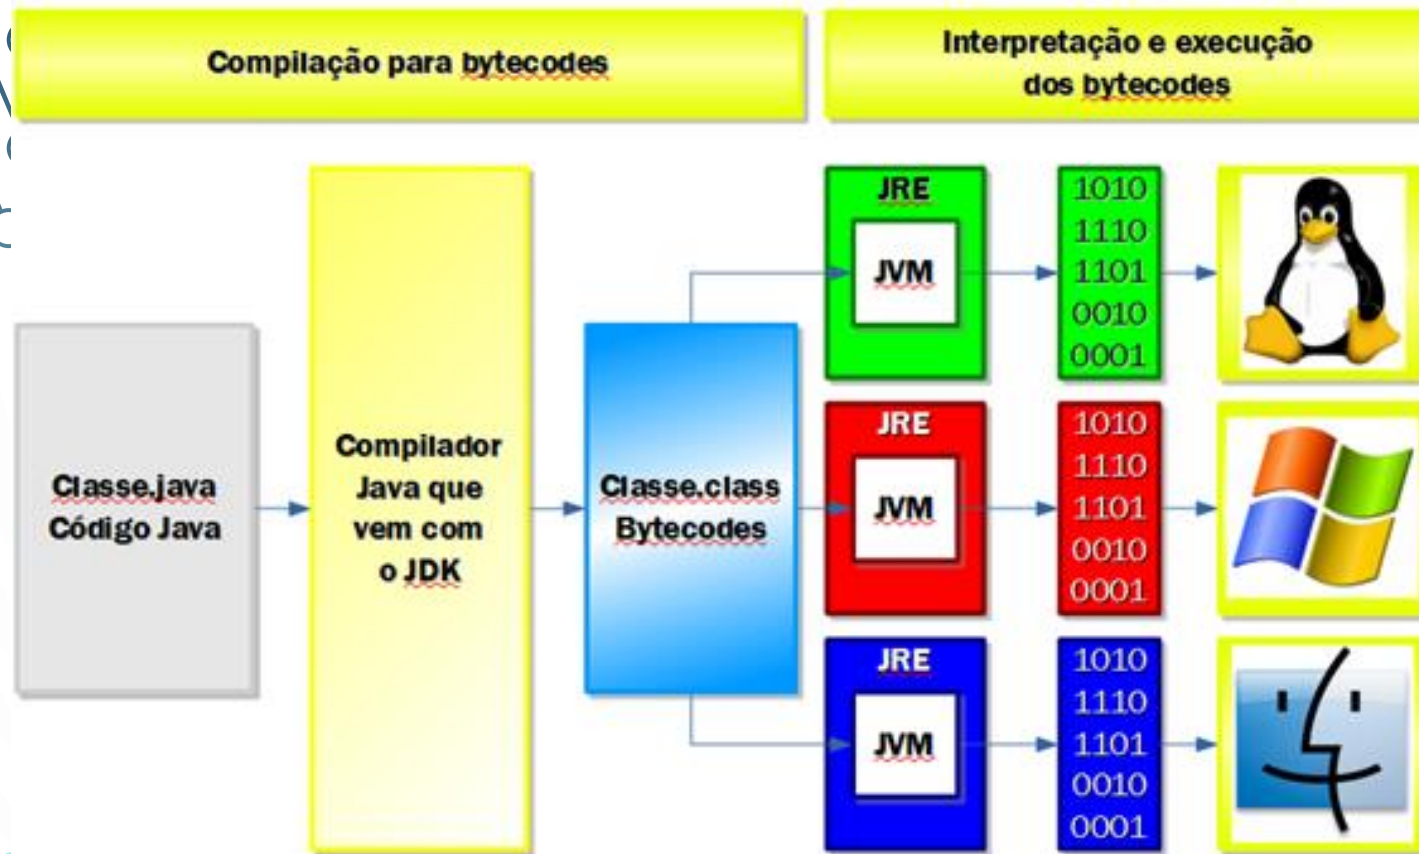 Compilação para bytecodes
Interpretação e execução
dos bytecodes
Classe.java
Código Java
Compilador
Java que
vem com
o JDK
Classe.class
Bytecodes
JRE
JVM
1010
1110
1101
0010
0001
JRE
JVM
1010
1110
1101
0010
0001
JRE
JVM
1010
1110
1101
0010
0001